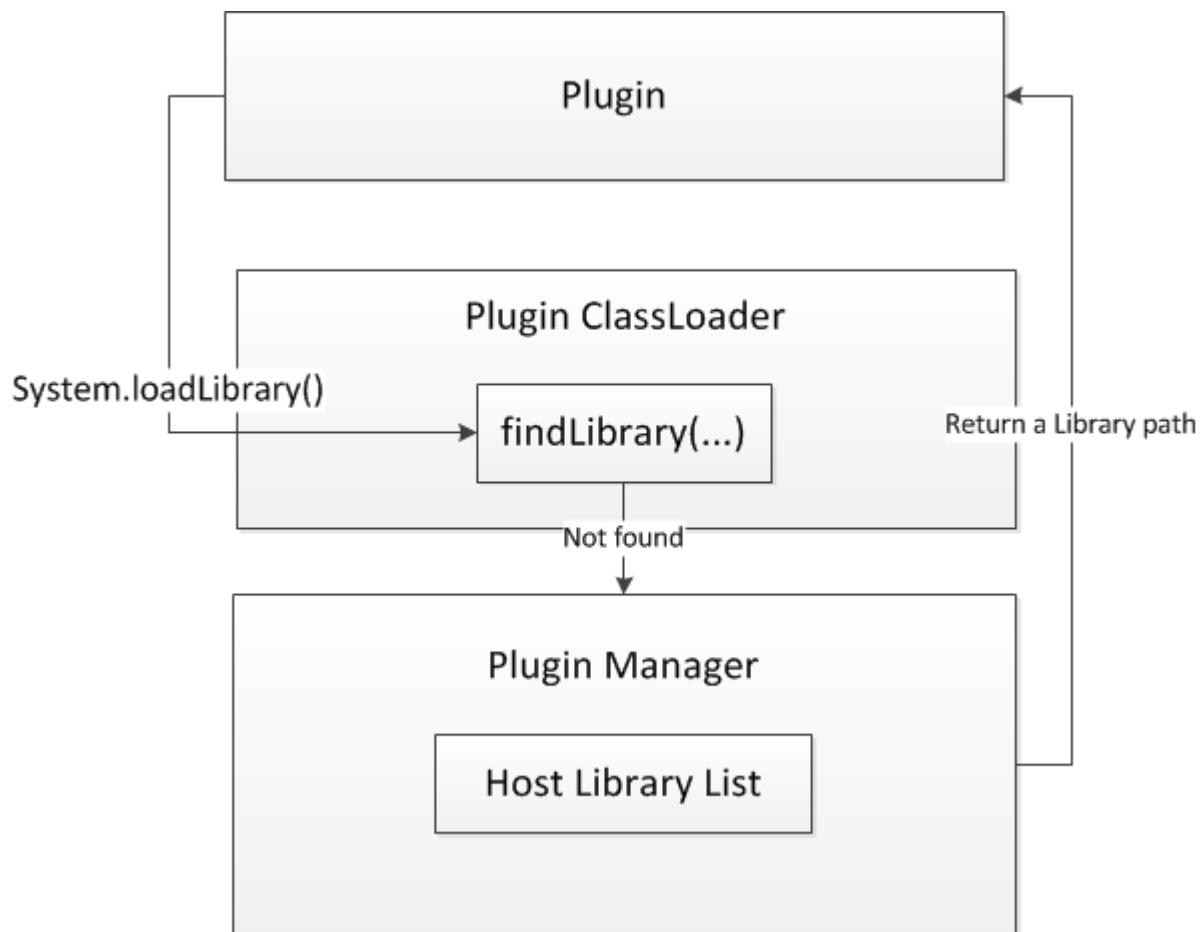 Plugin
Plugin ClassLoader
System.loadLibrary()
findLibrary(...)
Return a Library path
Not found
Plugin Manager
Host Library List